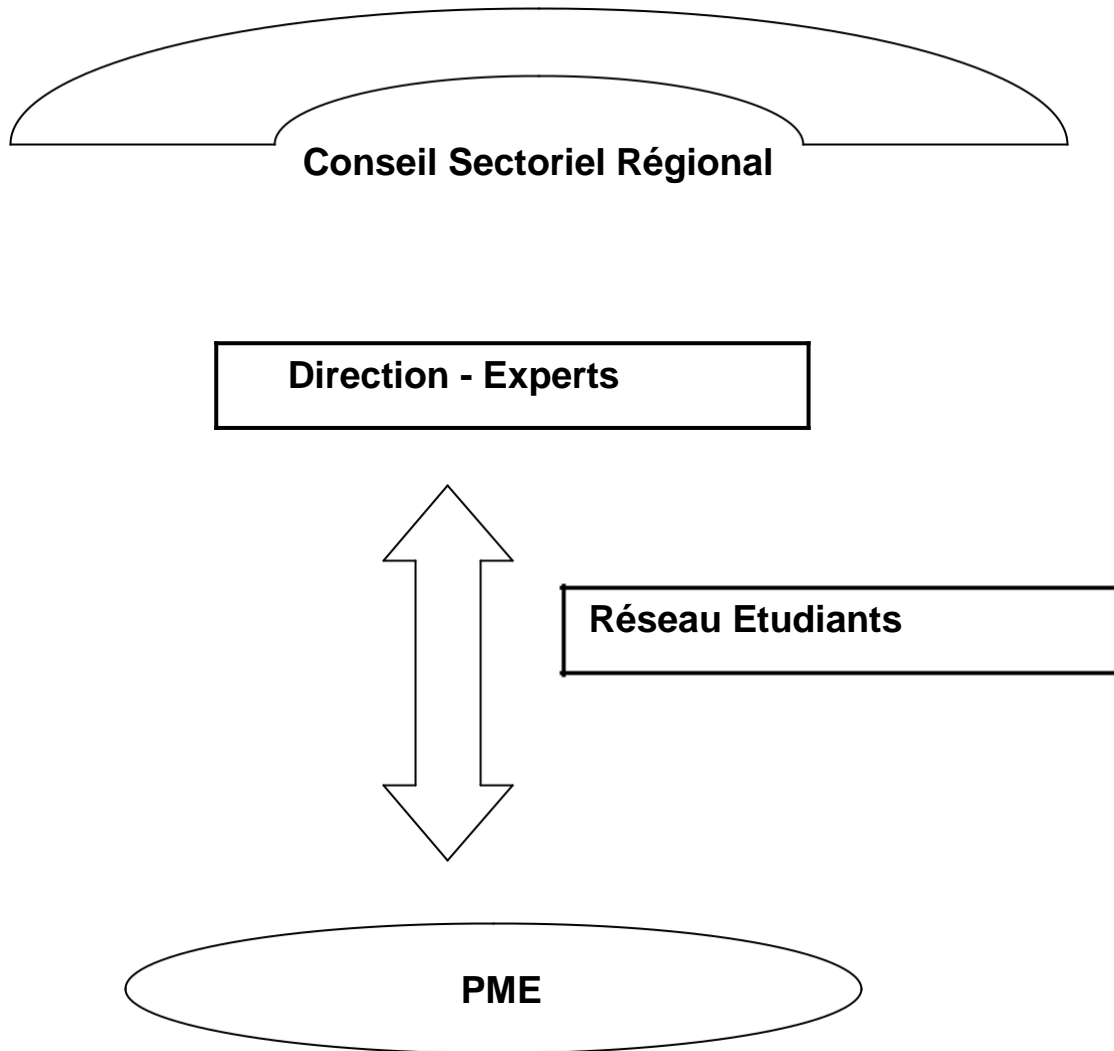 Conseil Sectoriel Régional
Direction - Experts
Réseau Etudiants
PME